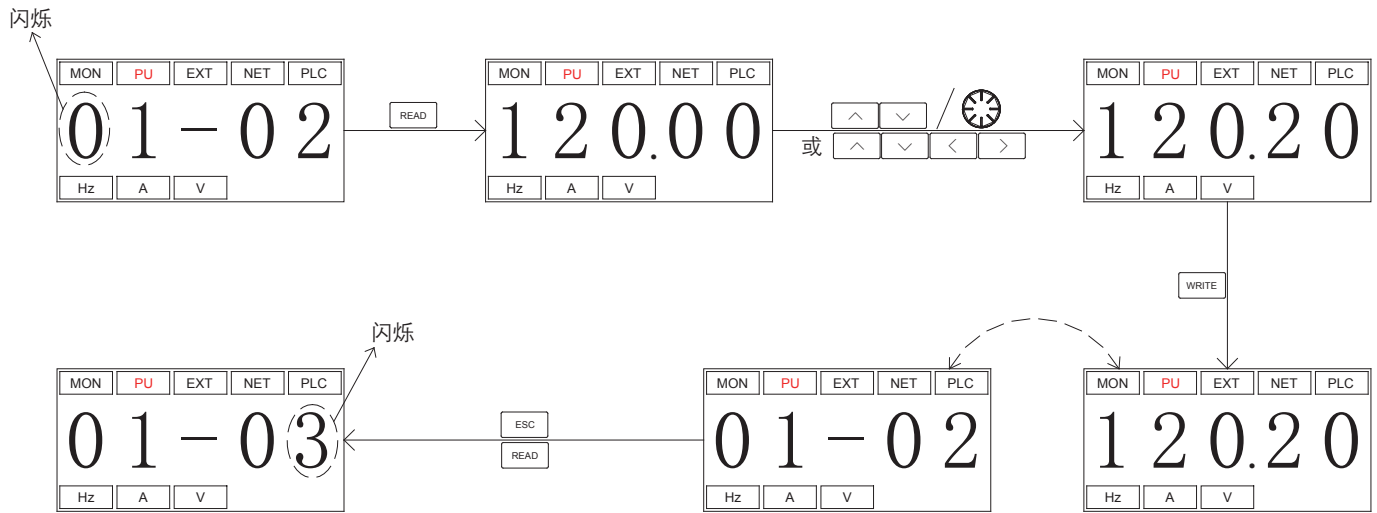 闪烁
MON PU EXT NET PLC
01-02
Hz A V
READ
MON PU EXT NET PLC
120.00
Hz A V
或
MON PU EXT NET PLC
120.20
Hz A V
WRITE
闪烁
MON PU EXT NET PLC
01-03
Hz A V
ESC
READ
MON PU EXT NET PLC
01-02
Hz A V
MON PU EXT NET PLC
120.20
Hz A V